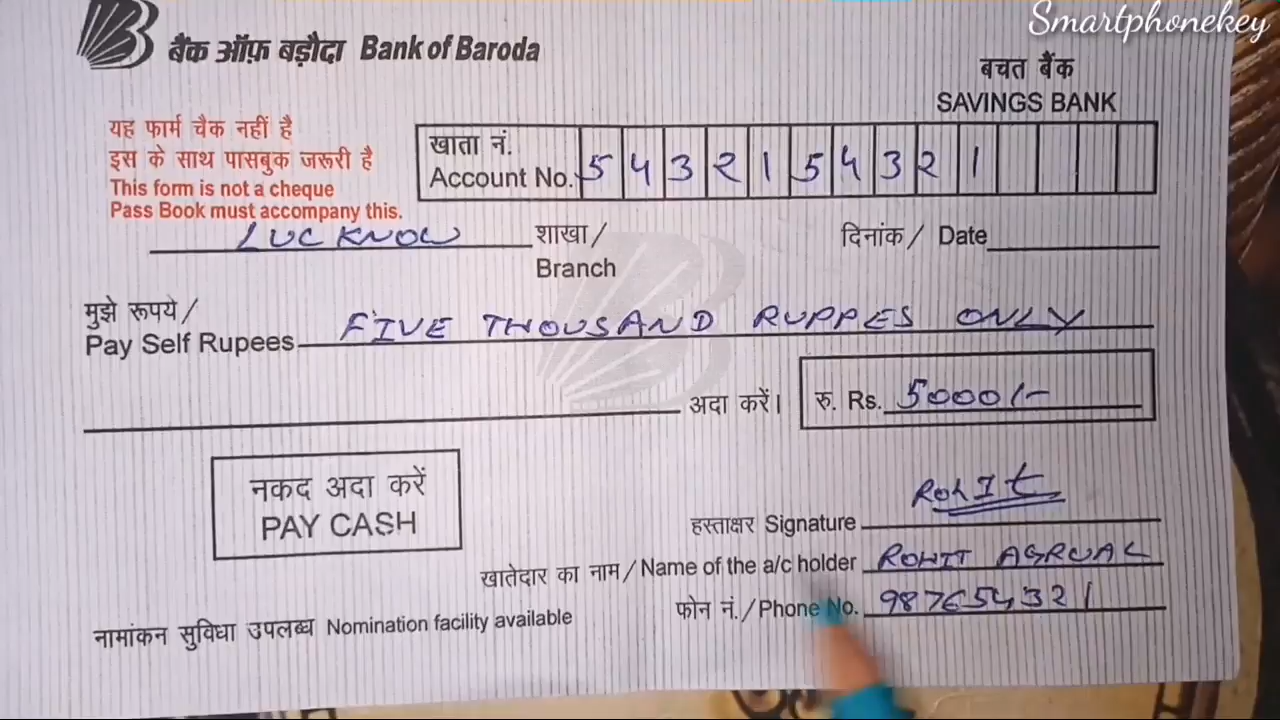 Smartphonekey
बैंक ऑफ़ बड़ौदा Bank of Baroda
बचत बैंक
SAVINGS BANK
यह फार्म चैक नहीं है
इस के साथ पासबुक जरूरी है
This form is not a cheque
Pass Book must accompany this.
खाता नं.
Account No. 5 4 3 2 1 5 4 3 2 1
LUCKNOW शाखा/ दिनांक/ Date
Branch
मुझे रूपये/
Pay Self Rupees FIVE THOUSAND RUPPES ONLY
अदा करें। रु. Rs. 5000/-
नकद अदा करें
PAY CASH
RohIt
हस्ताक्षर Signature
खातेदार का नाम/Name of the a/c holder ROHIT AGRWAL
फोन नं./Phone No. 987654321
नामांकन सुविधा उपलब्ध Nomination facility available